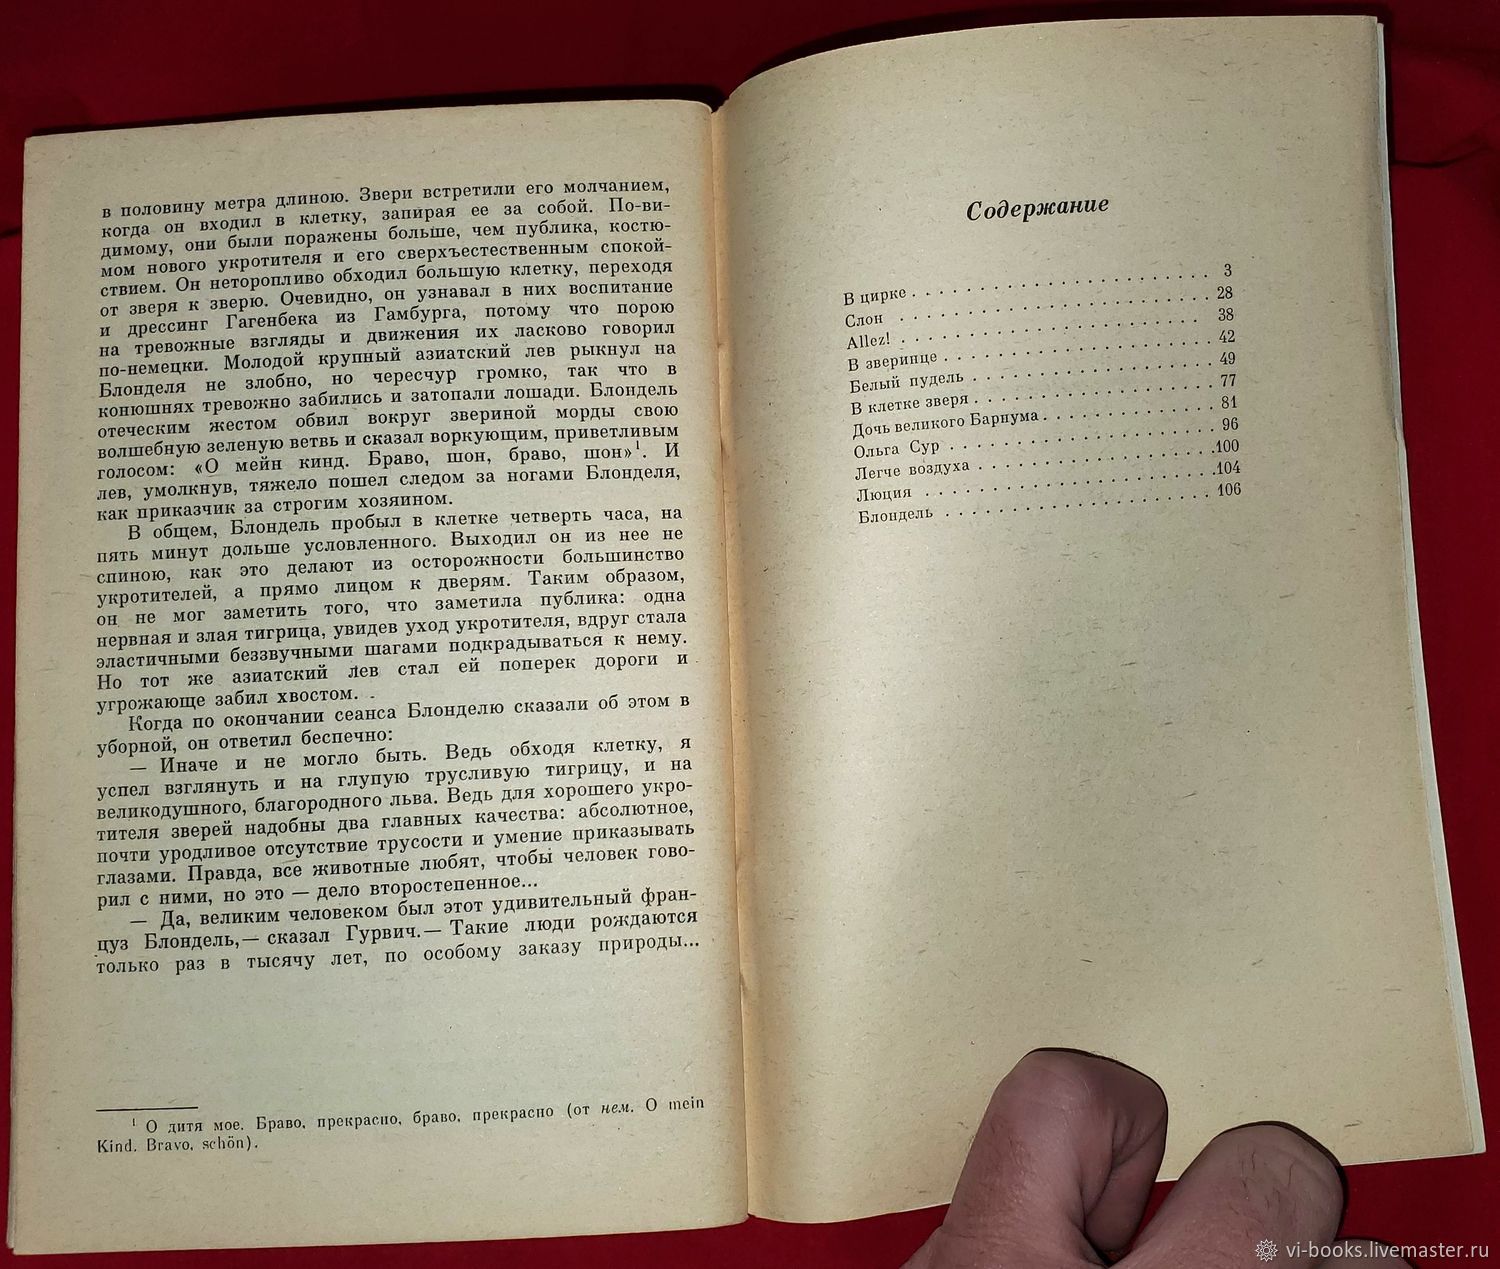 в половину метра длиною. Звери встретили его молчанием,
когда он входил в клетку, запирая ее за собой. По-ви-
димому, они были поражены больше, чем публика, костю-
мом нового укротителя и его сверхъестественным спокой-
ствием. Он неторопливо обходил большую клетку, переходя
от зверя к зверю. Очевидно, он узнавал в них воспитание
и дрессинг Гагенбека из Гамбурга, потому что порою
на тревожные взгляды и движения их ласково говорил
по-немецки. Молодой крупный азиатский лев рыкнул на
Блонделя не злобно, но чересчур громко, так что в
конюшнях тревожно забились и затопали лошади. Блондель
отеческим жестом обвил вокруг звериной морды свою
волшебную зеленую ветвь и сказал воркующим, приветливым
голосом: «О мейн кинд. Браво, шон, браво, шон»¹. И
лев, умолкнув, тяжело пошел следом за ногами Блонделя,
как приказчик за строгим хозяином.
В общем, Блондель пробыл в клетке четверть часа, на
пять минут дольше условленного. Выходил он из нее не
спиною, как это делают из осторожности большинство
укротителей, а прямо лицом к дверям. Таким образом,
он не мог заметить того, что заметила публика: одна
нервная и злая тигрица, увидев уход укротителя, вдруг стала
эластичными беззвучными шагами подкрадываться к нему.
Но тот же азиатский лев стал ей поперек дороги и
угрожающе забил хвостом.
Когда по окончании сеанса Блонделю сказали об этом в
уборной, он ответил беспечно:
— Иначе и не могло быть. Ведь обходя клетку, я
успел взглянуть и на глупую трусливую тигрицу, и на
великодушного, благородного льва. Ведь для хорошего укро-
тителя зверей надобны два главных качества: абсолютное,
почти уродливое отсутствие трусости и умение приказывать
глазами. Правда, все животные любят, чтобы человек гово-
рил с ними, но это — дело второстепенное...
— Да, великим человеком был этот удивительный фран-
цуз Блондель,— сказал Гурвич.— Такие люди рождаются
только раз в тысячу лет, по особому заказу природы...
¹ О дитя мое. Браво, прекрасно, браво, прекрасно (от нем. O mein
Kind. Bravo, schön).
Содержание
В цирке . . . . . . . . . . . . . . . . . . . . . . 3
Слон . . . . . . . . . . . . . . . . . . . . . . . 28
Allez! . . . . . . . . . . . . . . . . . . . . . . 38
В зверинце . . . . . . . . . . . . . . . . . . . . 42
Белый пудель . . . . . . . . . . . . . . . . . . 49
В клетке зверя . . . . . . . . . . . . . . . . . . 77
Дочь великого Барнума . . . . . . . . . . . . . 81
Ольга Сур . . . . . . . . . . . . . . . . . . . . 96
Легче воздуха . . . . . . . . . . . . . . . . . .100
Люция . . . . . . . . . . . . . . . . . . . . . .104
Блондель . . . . . . . . . . . . . . . . . . . . 106
vi-books.livemaster.ru